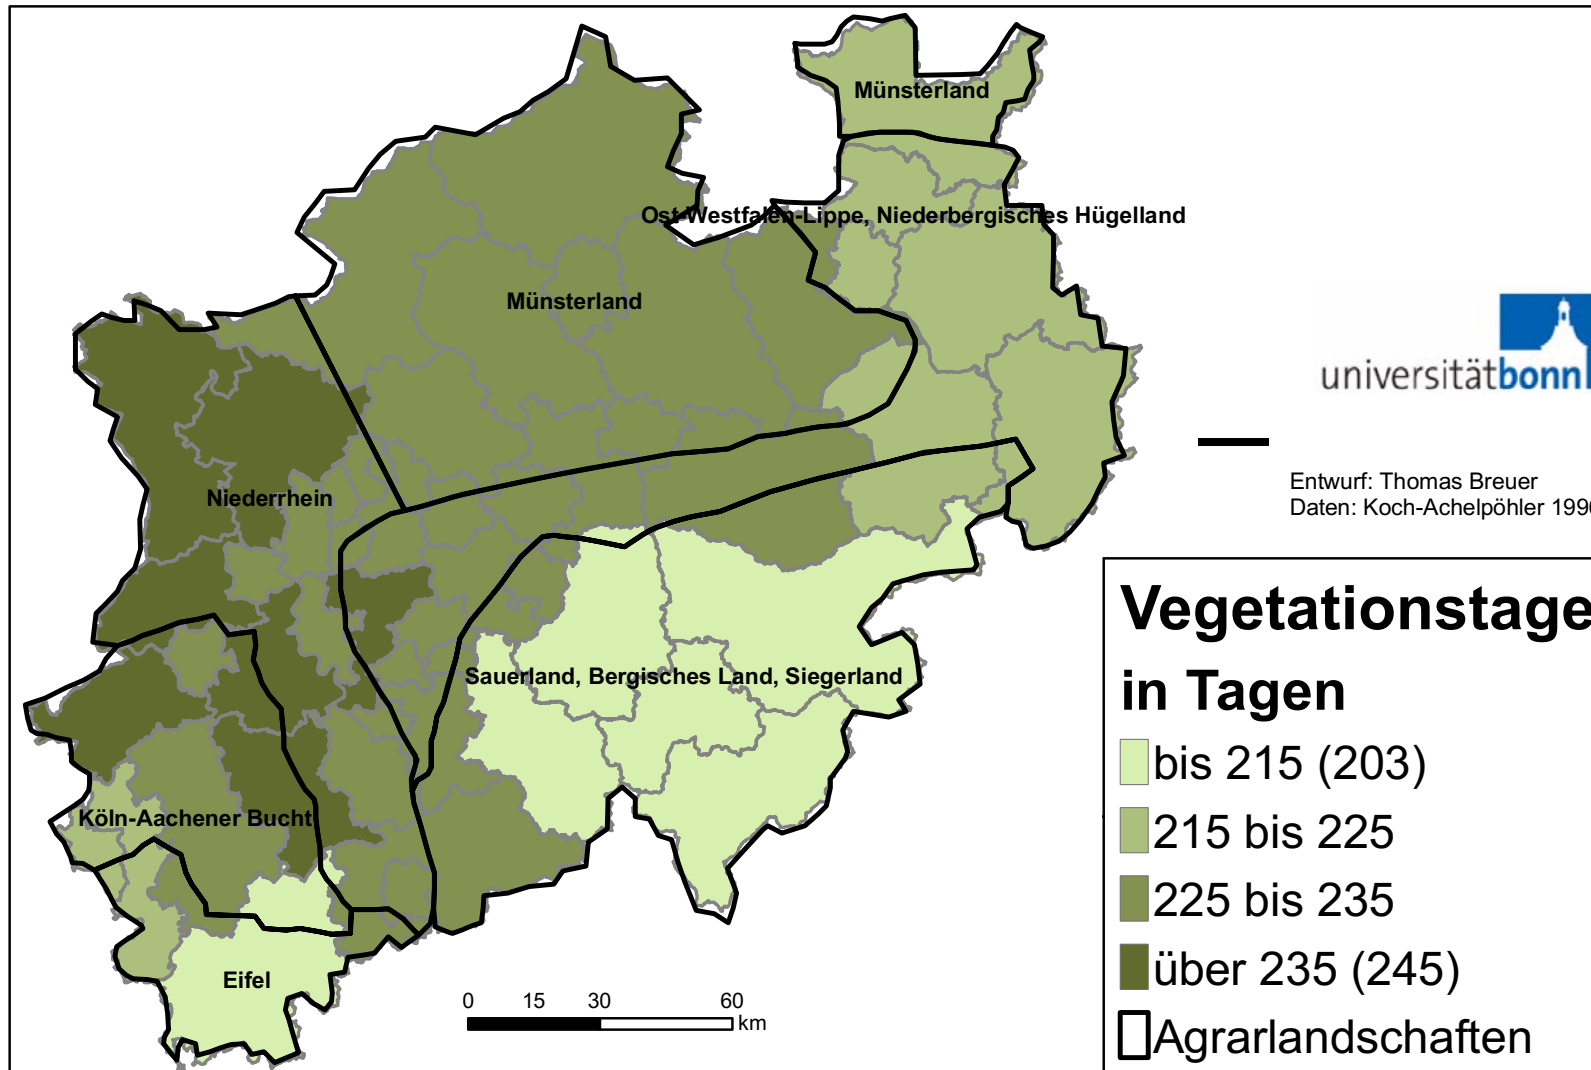 Münsterland
Ost-Westfalen-Lippe, Niederbergisches Hügelland
Münsterland
universitätbonn
Niederrhein
Entwurf: Thomas Breuer
Daten: Koch-Achelpöhler 1996
Vegetationstage
in Tagen
Sauerland, Bergisches Land, Siegerland
bis 215 (203)
Köln-Aachener Bucht
215 bis 225
225 bis 235
über 235 (245)
Eifel
0 15 30 60
km
Agrarlandschaften